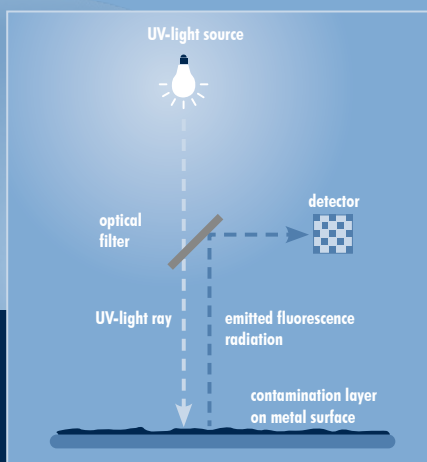 UV-light source
detector
optical
filter
UV-light ray
emitted fluorescence
radiation
contamination layer
on metal surface